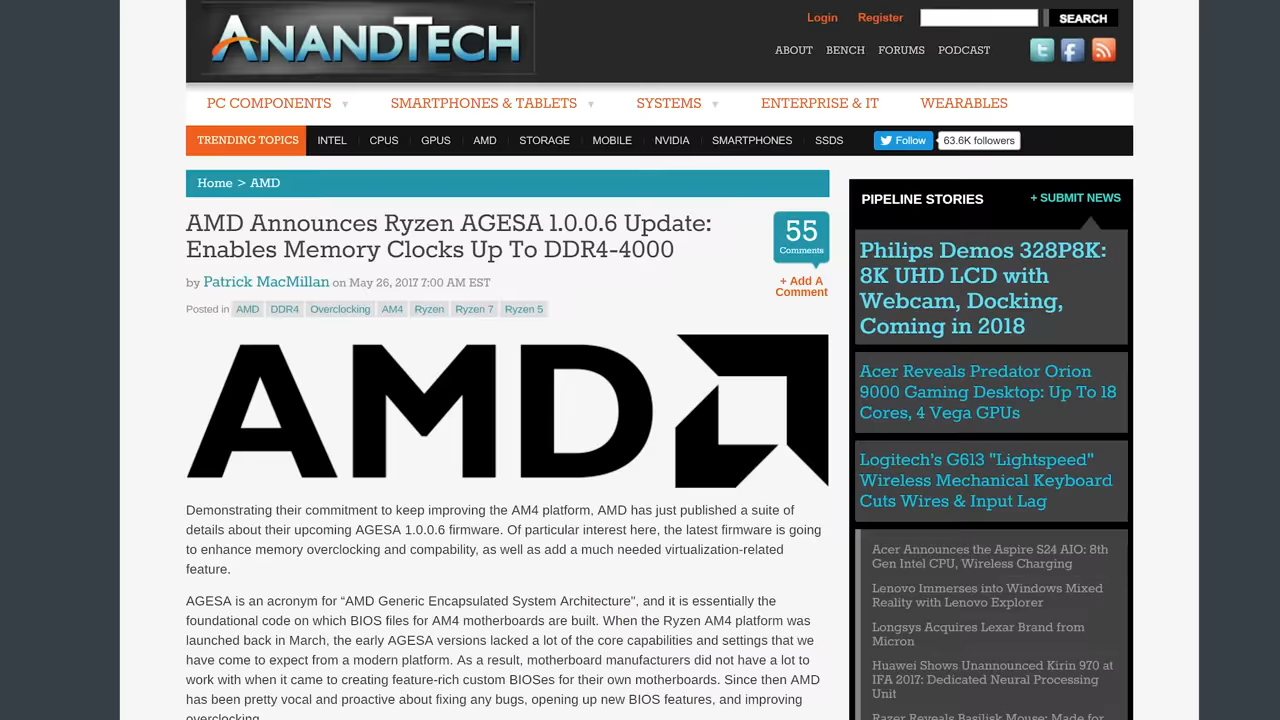 ANANDTECH
Login Register SEARCH
ABOUT BENCH FORUMS PODCAST
PC COMPONENTS SMARTPHONES & TABLETS SYSTEMS ENTERPRISE & IT WEARABLES
TRENDING TOPICS INTEL CPUS GPUS AMD STORAGE MOBILE NVIDIA SMARTPHONES SSDS Follow 63.6K followers
Home > AMD
AMD Announces Ryzen AGESA 1.0.0.6 Update:
Enables Memory Clocks Up To DDR4-4000
55
Comments
+ Add A
Comment
by Patrick MacMillan on May 26, 2017 7:00 AM EST
Posted in AMD DDR4 Overclocking AM4 Ryzen Ryzen 7 Ryzen 5
AMD
Demonstrating their commitment to keep improving the AM4 platform, AMD has just published a suite of
details about their upcoming AGESA 1.0.0.6 firmware. Of particular interest here, the latest firmware is going
to enhance memory overclocking and compability, as well as add a much needed virtualization-related
feature.
AGESA is an acronym for “AMD Generic Encapsulated System Architecture”, and it is essentially the
foundational code on which BIOS files for AM4 motherboards are built. When the Ryzen AM4 platform was
launched back in March, the early AGESA versions lacked a lot of the core capabilities and settings that we
have come to expect from a modern platform. As a result, motherboard manufacturers did not have a lot to
work with when it came to creating feature-rich custom BIOSes for their own motherboards. Since then AMD
has been pretty vocal and proactive about fixing any bugs, opening up new BIOS features, and improving
overclocking.
PIPELINE STORIES + SUBMIT NEWS
Philips Demos 328P8K:
8K UHD LCD with
Webcam, Docking,
Coming in 2018
Acer Reveals Predator Orion
9000 Gaming Desktop: Up To 18
Cores, 4 Vega GPUs
Logitech’s G613 "Lightspeed"
Wireless Mechanical Keyboard
Cuts Wires & Input Lag
Acer Announces the Aspire S24 AIO: 8th
Gen Intel CPU, Wireless Charging
Lenovo Immerses into Windows Mixed
Reality with Lenovo Explorer
Longsys Acquires Lexar Brand from
Micron
Huawei Shows Unannounced Kirin 970 at
IFA 2017: Dedicated Neural Processing
Unit
Razer Reveals Basilisk Mouse: Made for